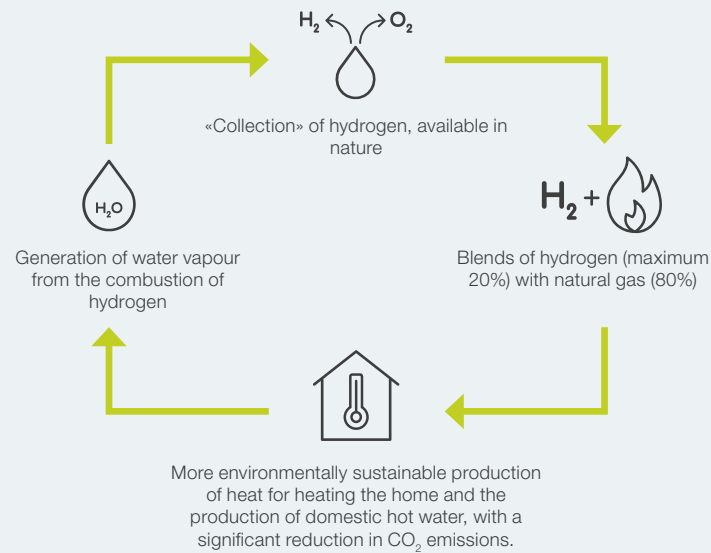 H₂ O₂
«Collection» of hydrogen, available in
nature
H₂ +
Blends of hydrogen (maximum
20%) with natural gas (80%)
More environmentally sustainable production
of heat for heating the home and the
production of domestic hot water, with a
significant reduction in CO₂ emissions.
H₂O
Generation of water vapour
from the combustion of
hydrogen